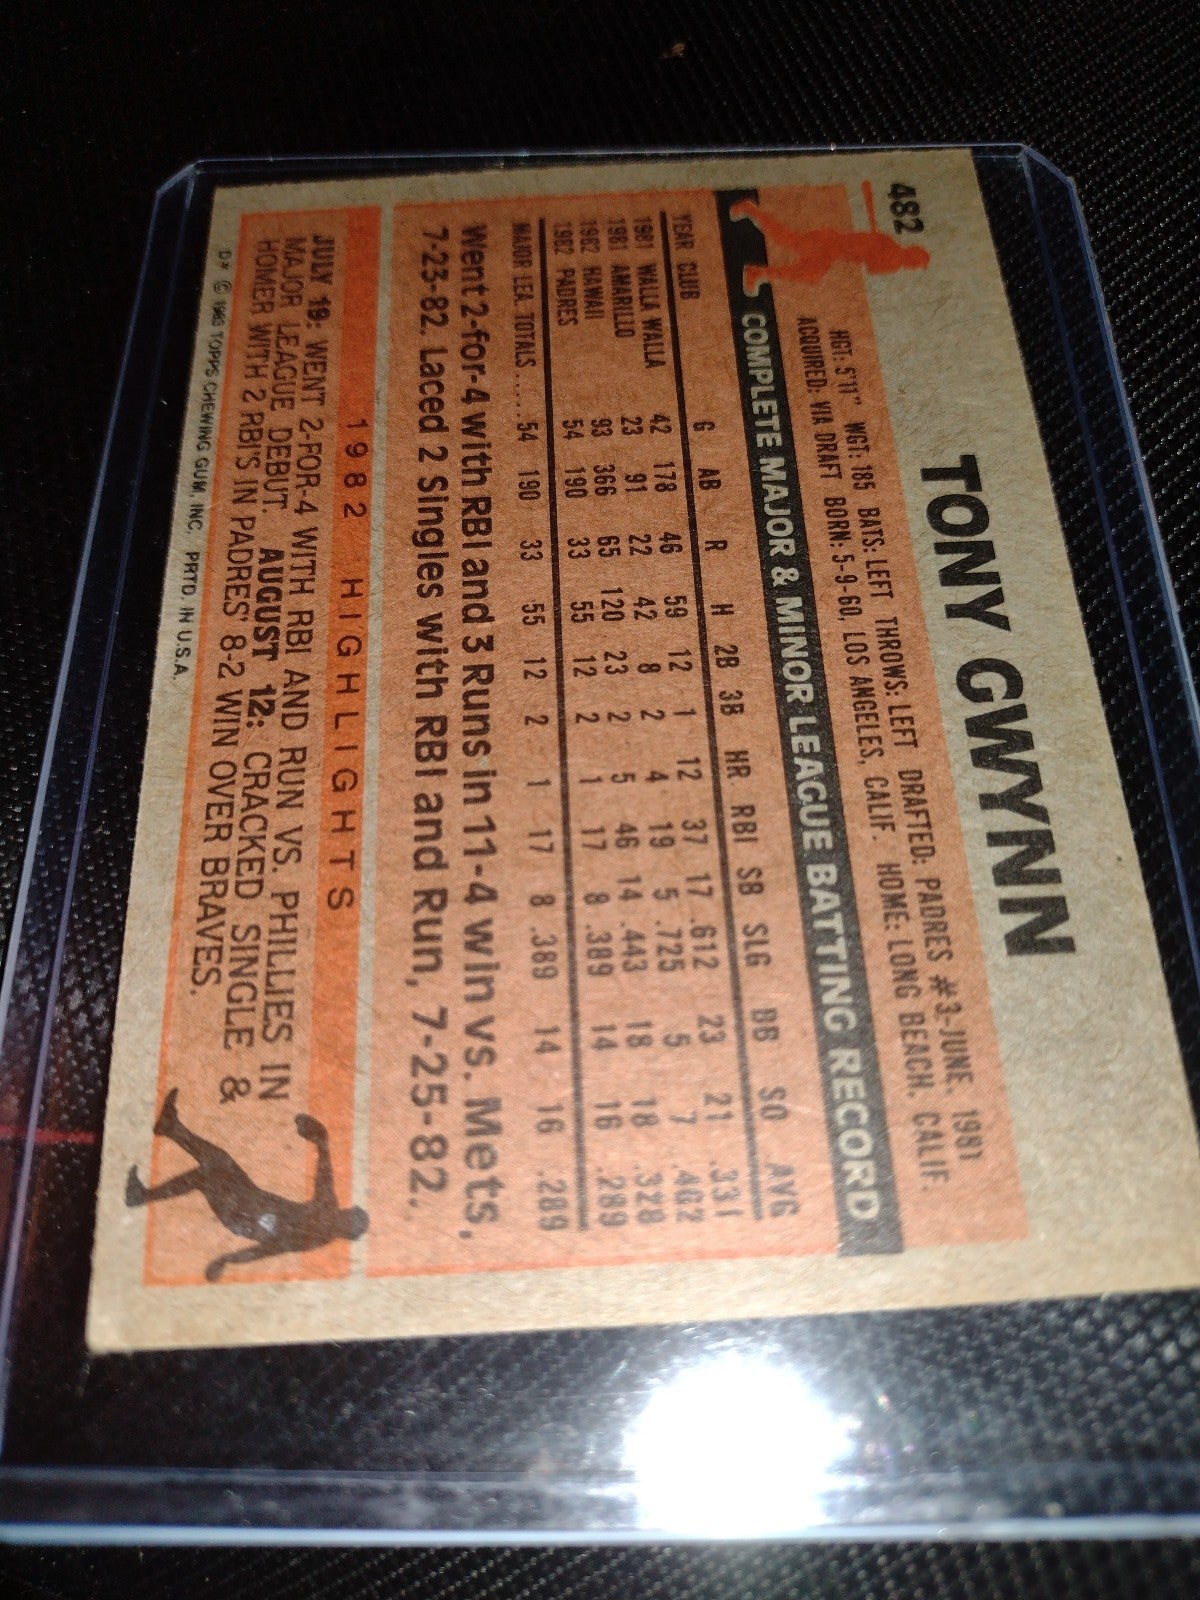 482
TONY GWYNN
HGT: 5'11" WGT: 185 BATS: LEFT THROWS: LEFT DRAFTED: PADRES #3-JUNE, 1981
ACQUIRED: VIA DRAFT BORN: 5-9-60, LOS ANGELES, CALIF. HOME: LONG BEACH, CALIF.
COMPLETE MAJOR & MINOR LEAGUE BATTING RECORD
YEAR CLUB G AB R H 2B 3B HR RBI SB SLG BB SO AVG
1981 WALLA WALLA 42 178 46 59 12 1 12 37 17 .612 23 21 .331
1981 AMARILLO 23 91 22 42 8 2 4 19 5 .725 5 7 .462
1982 HAWAII 93 366 65 120 23 2 5 46 14 .443 18 18 .328
1982 PADRES 54 190 33 55 12 2 1 17 8 .389 14 16 .289
MAJOR LEA. TOTALS..... 54 190 33 55 12 2 1 17 8 .389 14 16 .289
Went 2-for-4 with RBI and 3 Runs in 11-4 win vs. Mets,
7-23-82. Laced 2 Singles with RBI and Run, 7-25-82.
1982 HIGHLIGHTS
JULY 19: WENT 2-FOR-4 WITH RBI AND RUN VS. PHILLIES IN
MAJOR LEAGUE DEBUT. AUGUST 12: CRACKED SINGLE &
HOMER WITH 2 RBI'S IN PADRES' 8-2 WIN OVER BRAVES.
D* © 1983 TOPPS CHEWING GUM, INC. PRTD. IN U.S.A.